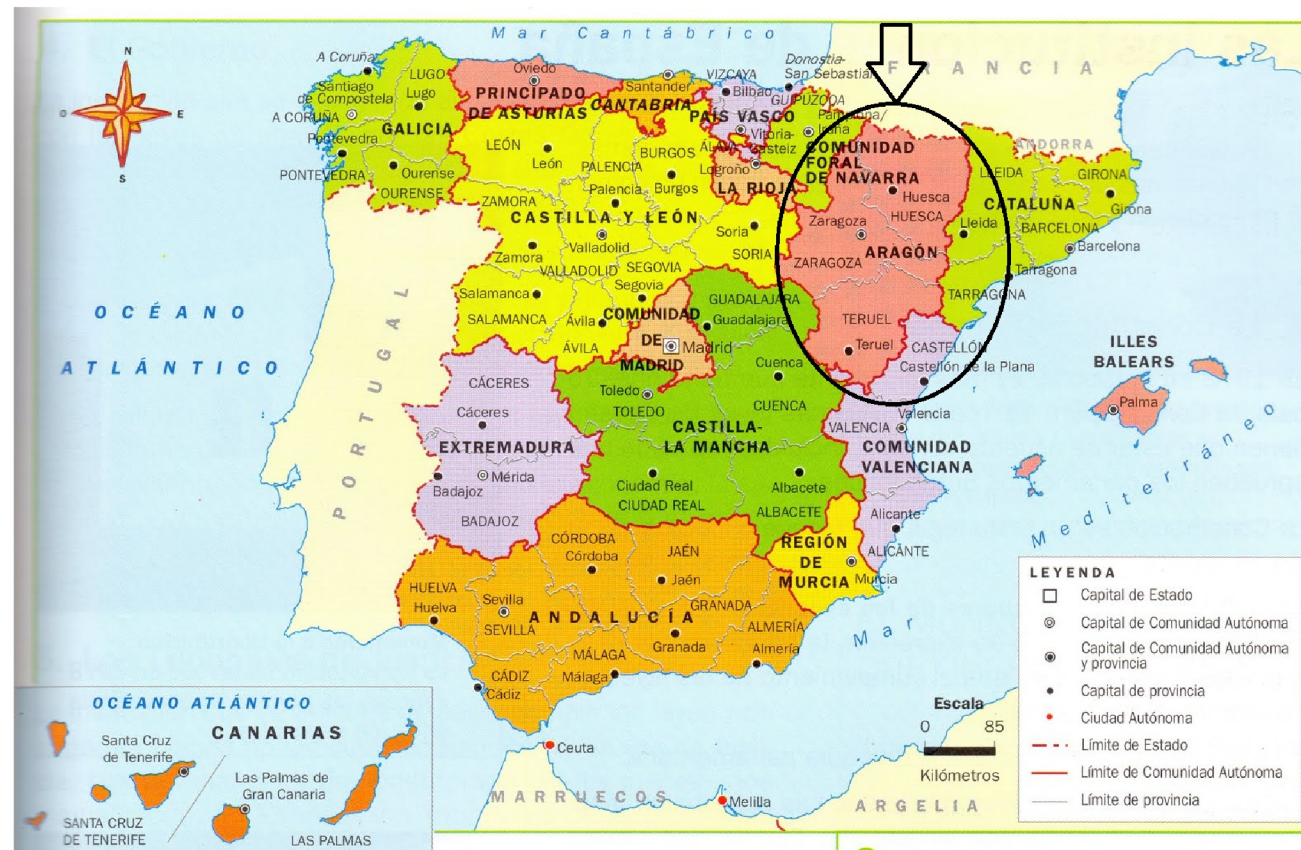 Mar Cantábrico
FRANCIA
N
O
E
S
A Coruña
LUGO
Santiago
de Compostela
Lugo
A CORUÑA
GALICIA
Pontevedra
PONTEVEDRA
Ourense
OURENSE
Oviedo
PRINCIPADO
DE ASTURIAS
Santander
CANTABRIA
VIZCAYA
Bilbao
Donostia-
San Sebastián
GUIPÚZCOA
PAÍS VASCO
Vitoria-
Gasteiz
ÁLAVA
Pamplona/
Iruña
COMUNIDAD
FORAL
DE NAVARRA
Logroño
LA RIOJA
ANDORRA
LEÓN
León
PALENCIA
Palencia
BURGOS
Burgos
ZAMORA
Zamora
CASTILLA Y LEÓN
Valladolid
VALLADOLID
Soria
SORIA
SEGOVIA
Segovia
Salamanca
SALAMANCA
Ávila
ÁVILA
Huesca
HUESCA
Zaragoza
ZARAGOZA
ARAGÓN
TERUEL
Teruel
LLEIDA
Lleida
GIRONA
Girona
CATALUÑA
BARCELONA
Barcelona
Tarragona
TARRAGONA
COMUNIDAD
DE
MADRID
Madrid
GUADALAJARA
Guadalajara
Cuenca
CUENCA
Toledo
TOLEDO
CASTILLA-
LA MANCHA
Ciudad Real
CIUDAD REAL
Albacete
ALBACETE
CASTELLÓN
Castellón de la Plana
Valencia
VALENCIA
COMUNIDAD
VALENCIANA
Alicante
ALICANTE
ILLES
BALEARS
Palma
OCÉANO
ATLÁNTICO
PORTUGAL
CÁCERES
Cáceres
EXTREMADURA
Mérida
Badajoz
BADAJOZ
REGIÓN
DE
MURCIA
Murcia
CÓRDOBA
Córdoba
JAÉN
Jaén
HUELVA
Huelva
Sevilla
SEVILLA
ANDALUCÍA
GRANADA
Granada
ALMERÍA
Almería
MÁLAGA
Málaga
CÁDIZ
Cádiz
Mar Mediterráneo
Ceuta
Melilla
MARRUECOS
ARGELIA
OCÉANO ATLÁNTICO
CANARIAS
Santa Cruz
de Tenerife
Las Palmas de
Gran Canaria
SANTA CRUZ
DE TENERIFE
LAS PALMAS
Escala
0 85
Kilómetros
LEYENDA
Capital de Estado
Capital de Comunidad Autónoma
Capital de Comunidad Autónoma
y provincia
Capital de provincia
Ciudad Autónoma
Límite de Estado
Límite de Comunidad Autónoma
Límite de provincia